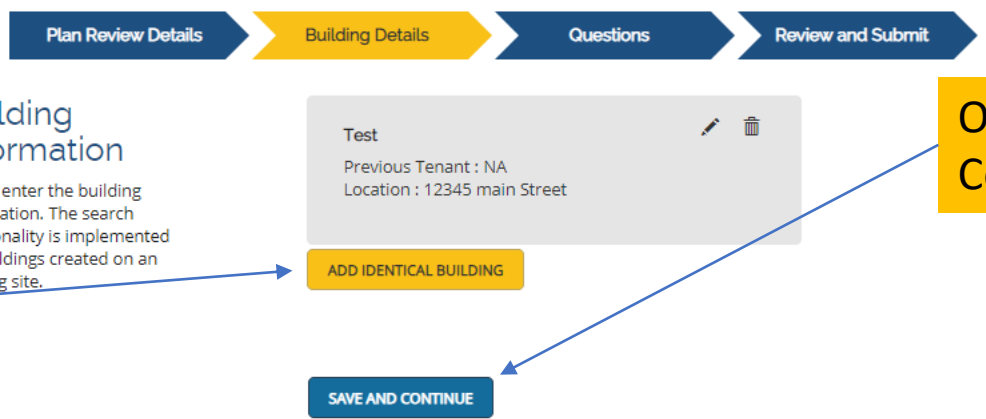 Plan Review Details
Building Details
Questions
Review and Submit
lding
ormation
enter the building
ation. The search
onality is implemented
ldings created on an
g site.
Test
Previous Tenant : NA
Location : 12345 main Street
ADD IDENTICAL BUILDING
SAVE AND CONTINUE